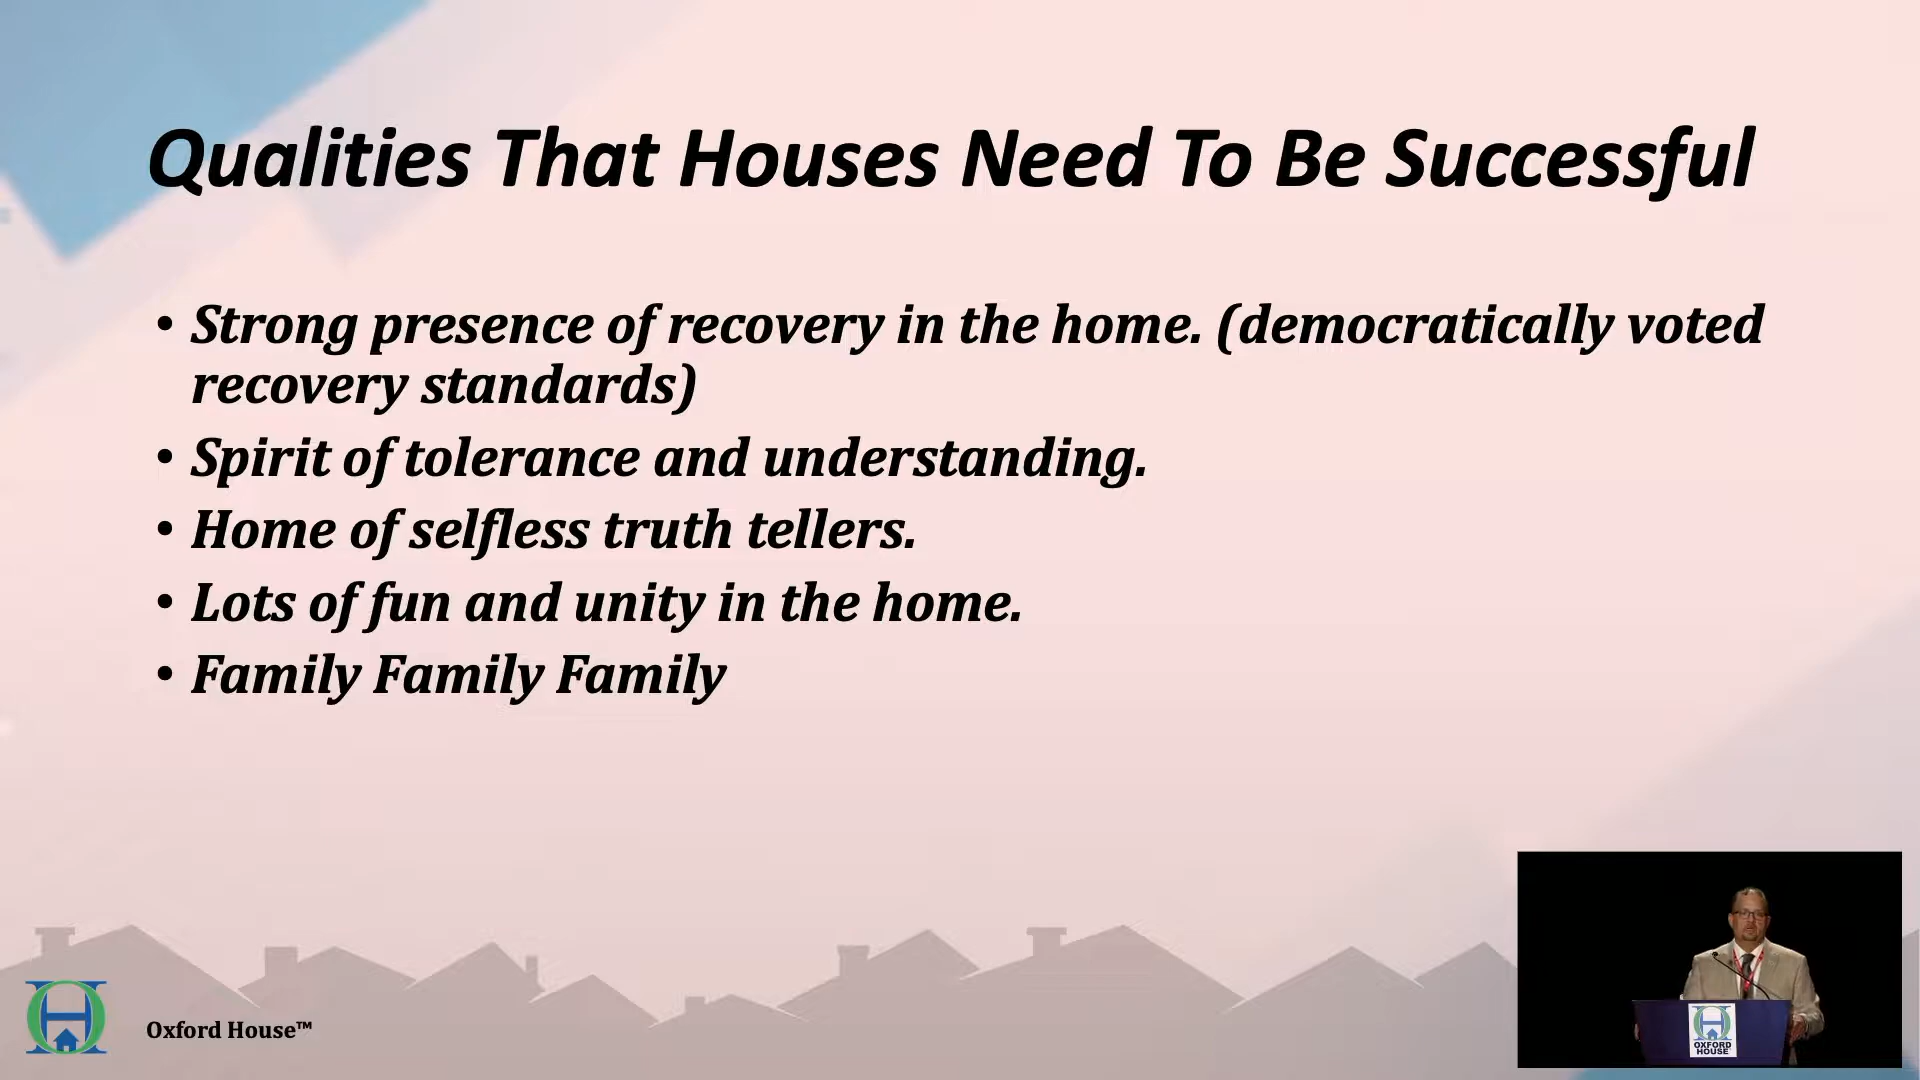 Qualities That Houses Need To Be Successful
• Strong presence of recovery in the home. (democratically voted
recovery standards)
• Spirit of tolerance and understanding.
• Home of selfless truth tellers.
• Lots of fun and unity in the home.
• Family Family Family
Oxford House™
OXFORD
HOUSE